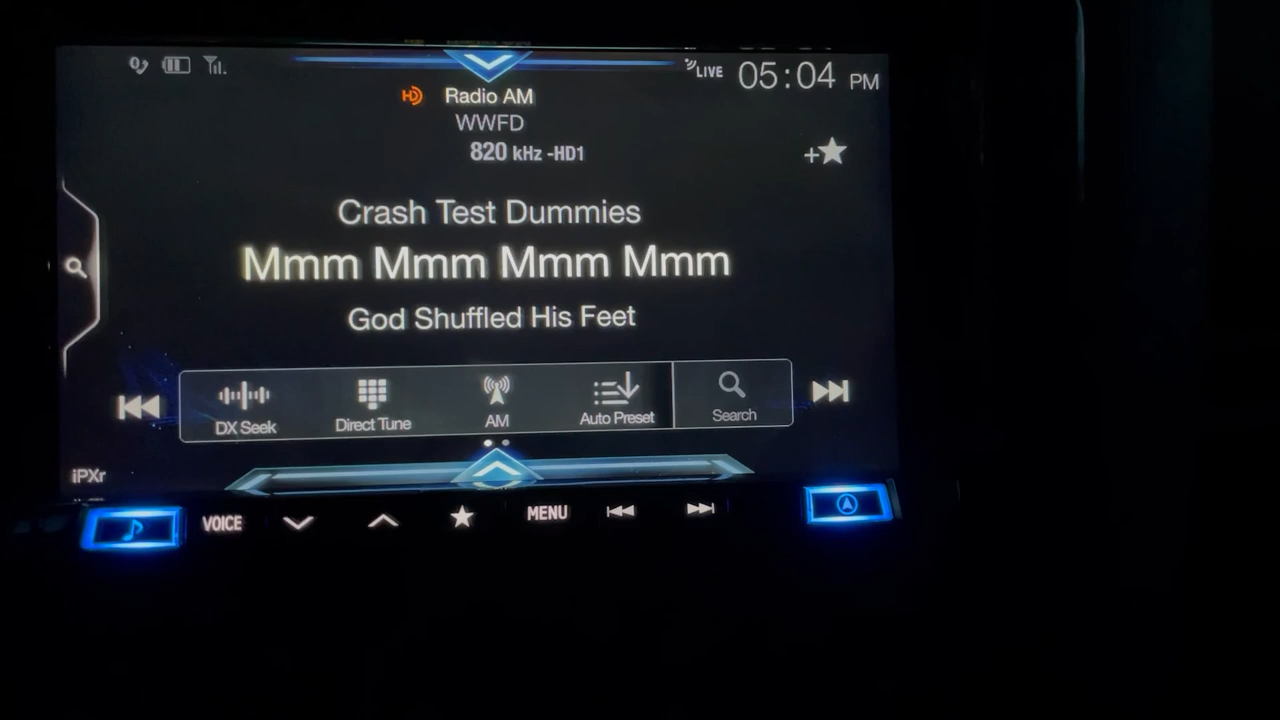 LIVE 05:04 PM
HD Radio AM
WWFD
820 kHz -HD1
+
Crash Test Dummies
Mmm Mmm Mmm Mmm
God Shuffled His Feet
DX Seek
Direct Tune
AM
Auto Preset
Search
iPXr
VOICE
MENU